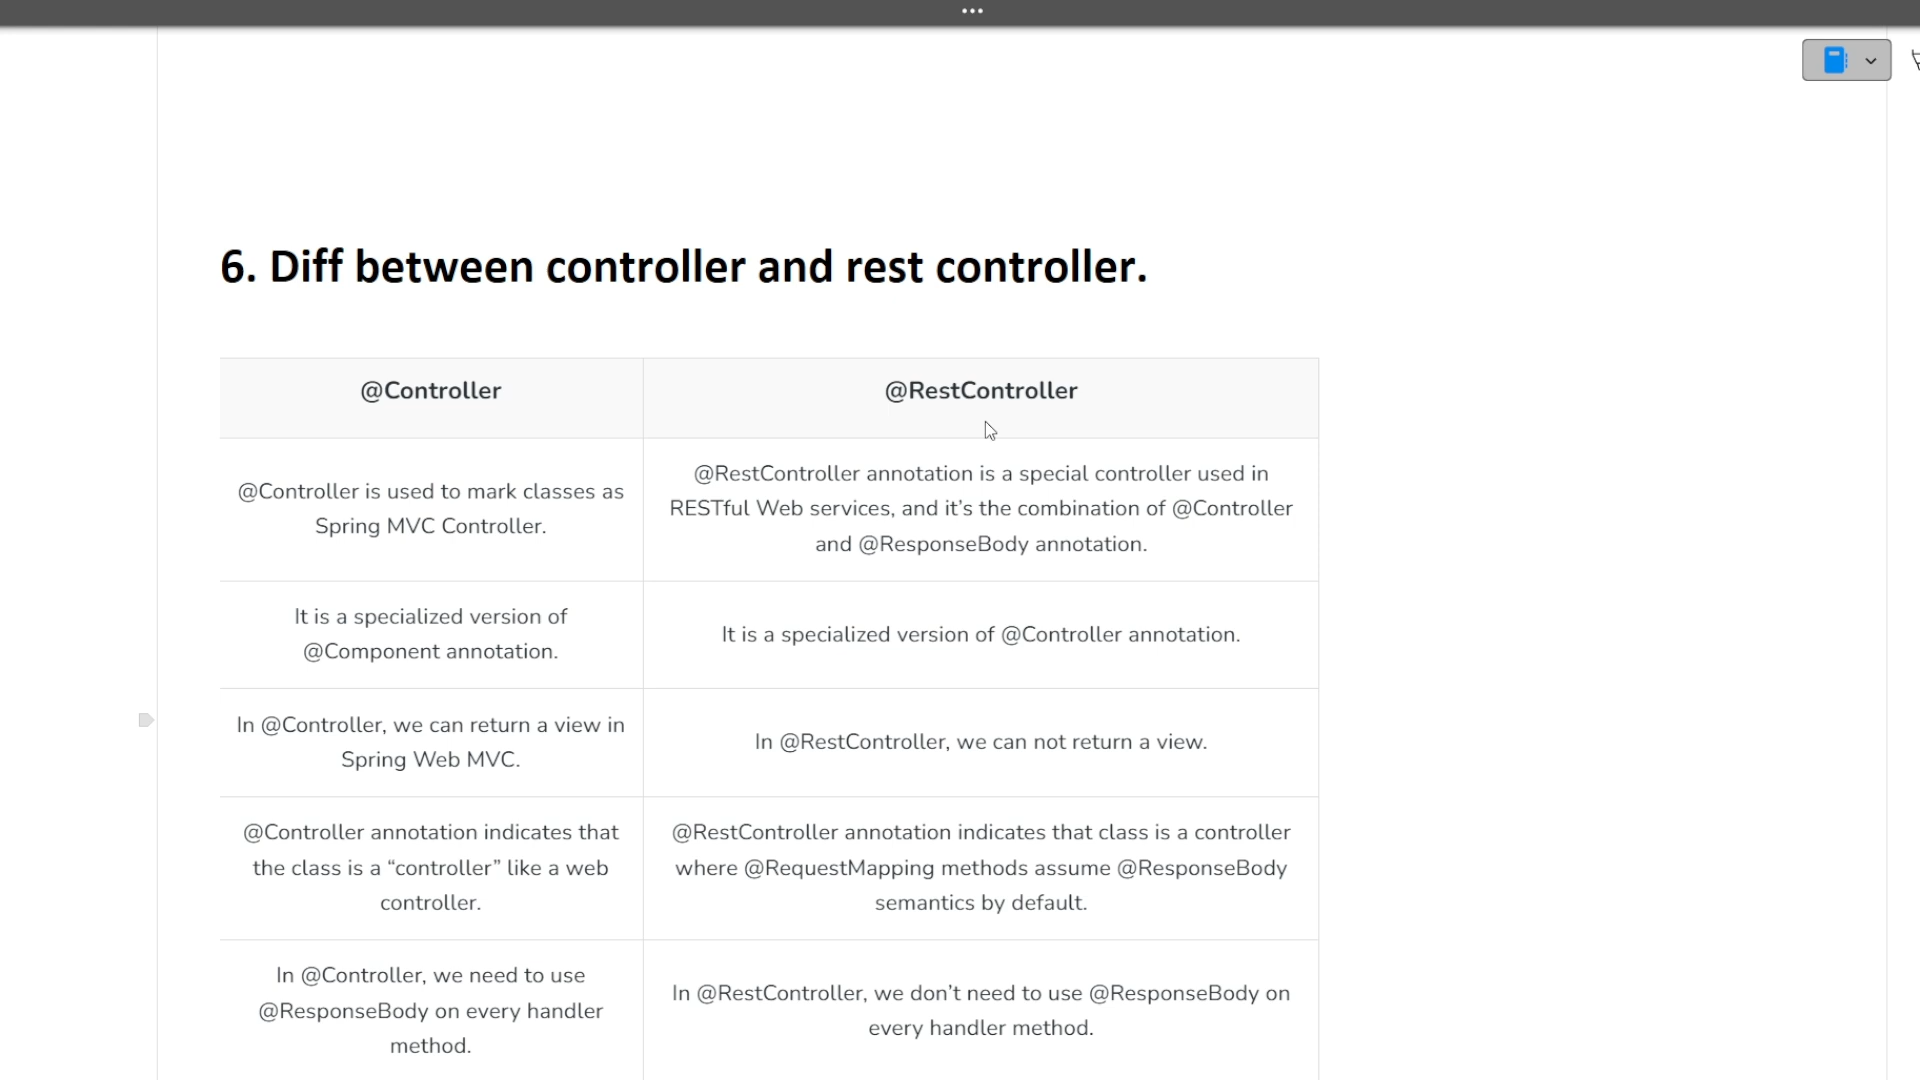 6. Diff between controller and rest controller.
@Controller
@RestController
@Controller is used to mark classes as
Spring MVC Controller.
@RestController annotation is a special controller used in
RESTful Web services, and it’s the combination of @Controller
and @ResponseBody annotation.
It is a specialized version of
@Component annotation.
It is a specialized version of @Controller annotation.
In @Controller, we can return a view in
Spring Web MVC.
In @RestController, we can not return a view.
@Controller annotation indicates that
the class is a “controller” like a web
controller.
@RestController annotation indicates that class is a controller
where @RequestMapping methods assume @ResponseBody
semantics by default.
In @Controller, we need to use
@ResponseBody on every handler
method.
In @RestController, we don’t need to use @ResponseBody on
every handler method.